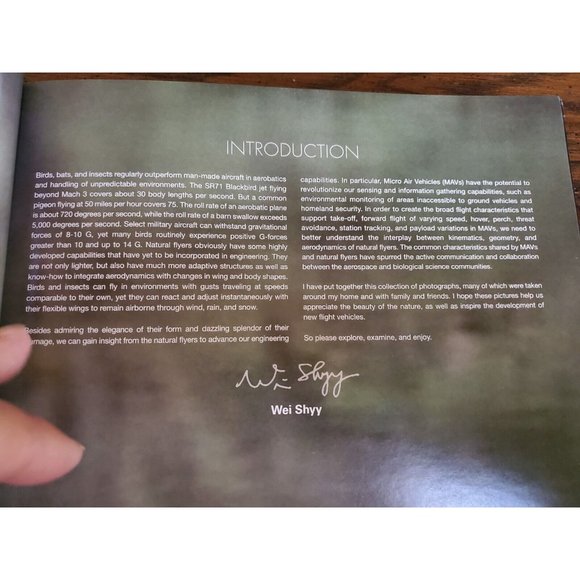 INTRODUCTION
Birds, bats, and insects regularly outperform man-made aircraft in aerobatics
and handling of unpredictable environments. The SR71 Blackbird jet flying
beyond Mach 3 covers about 30 body lengths per second. But a common
pigeon flying at 50 miles per hour covers 75. The roll rate of an aerobatic plane
is about 720 degrees per second, while the roll rate of a barn swallow exceeds
5,000 degrees per second. Select military aircraft can withstand gravitational
forces of 8-10 G, yet many birds routinely experience positive G-forces
greater than 10 and up to 14 G. Natural flyers obviously have some highly
developed capabilities that have yet to be incorporated in engineering. They
are not only lighter, but also have much more adaptive structures as well as
know-how to integrate aerodynamics with changes in wing and body shapes.
Birds and insects can fly in environments with gusts traveling at speeds
comparable to their own, yet they can react and adjust instantaneously with
their flexible wings to remain airborne through wind, rain, and snow.
Besides admiring the elegance of their form and dazzling splendor of their
plumage, we can gain insight from the natural flyers to advance our engineering
capabilities. In particular, Micro Air Vehicles (MAVs) have the potential to
revolutionize our sensing and information gathering capabilities, such as
environmental monitoring of areas inaccessible to ground vehicles and
homeland security. In order to create the broad flight characteristics that
support take-off, forward flight of varying speed, hover, perch, threat
avoidance, station tracking, and payload variations in MAVs, we need to
better understand the interplay between kinematics, geometry, and
aerodynamics of natural flyers. The common characteristics shared by MAVs
and natural flyers have spurred the active communication and collaboration
between the aerospace and biological science communities.
I have put together this collection of photographs, many of which were taken
around my home and with family and friends. I hope these pictures help us
appreciate the beauty of the nature, as well as inspire the development of
new flight vehicles.
So please explore, examine, and enjoy.
Wei Shyy
Wei Shyy